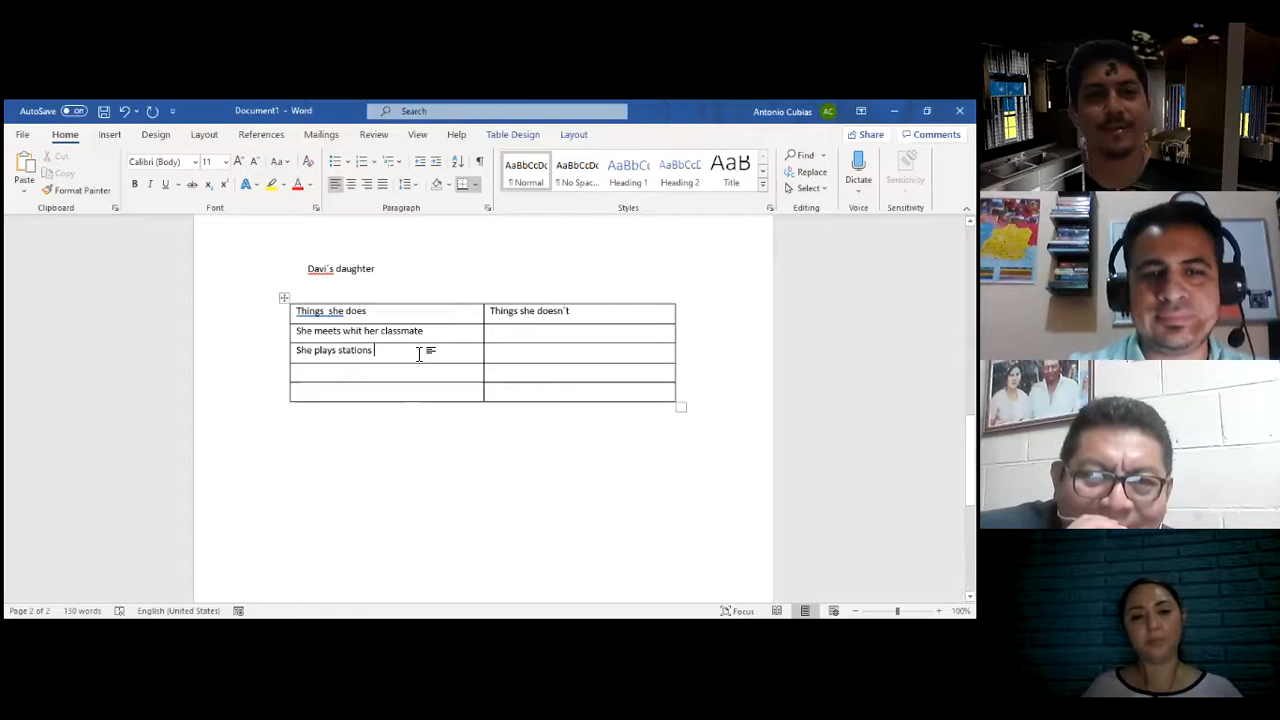 AutoSave Off Document1 - Word Search Antonio Cubias AC
File Home Insert Design Layout References Mailings Review View Help Table Design Layout Share Comments
Paste Cut Copy Format Painter
Clipboard
Calibri (Body) 11
Font
Paragraph
AaBbCcDc AaBbCcDc AaBbCc AaBbCcD AaB
¶ Normal ¶ No Spac... Heading 1 Heading 2 Title
Styles
Find
Replace
Select
Editing
Dictate
Voice
Sensitivity
Sensitivity
Davi´s daughter
Things she does Things she doesn´t
She meets whit her classmate
She plays stations
Page 2 of 2 130 words English (United States) Focus 100%